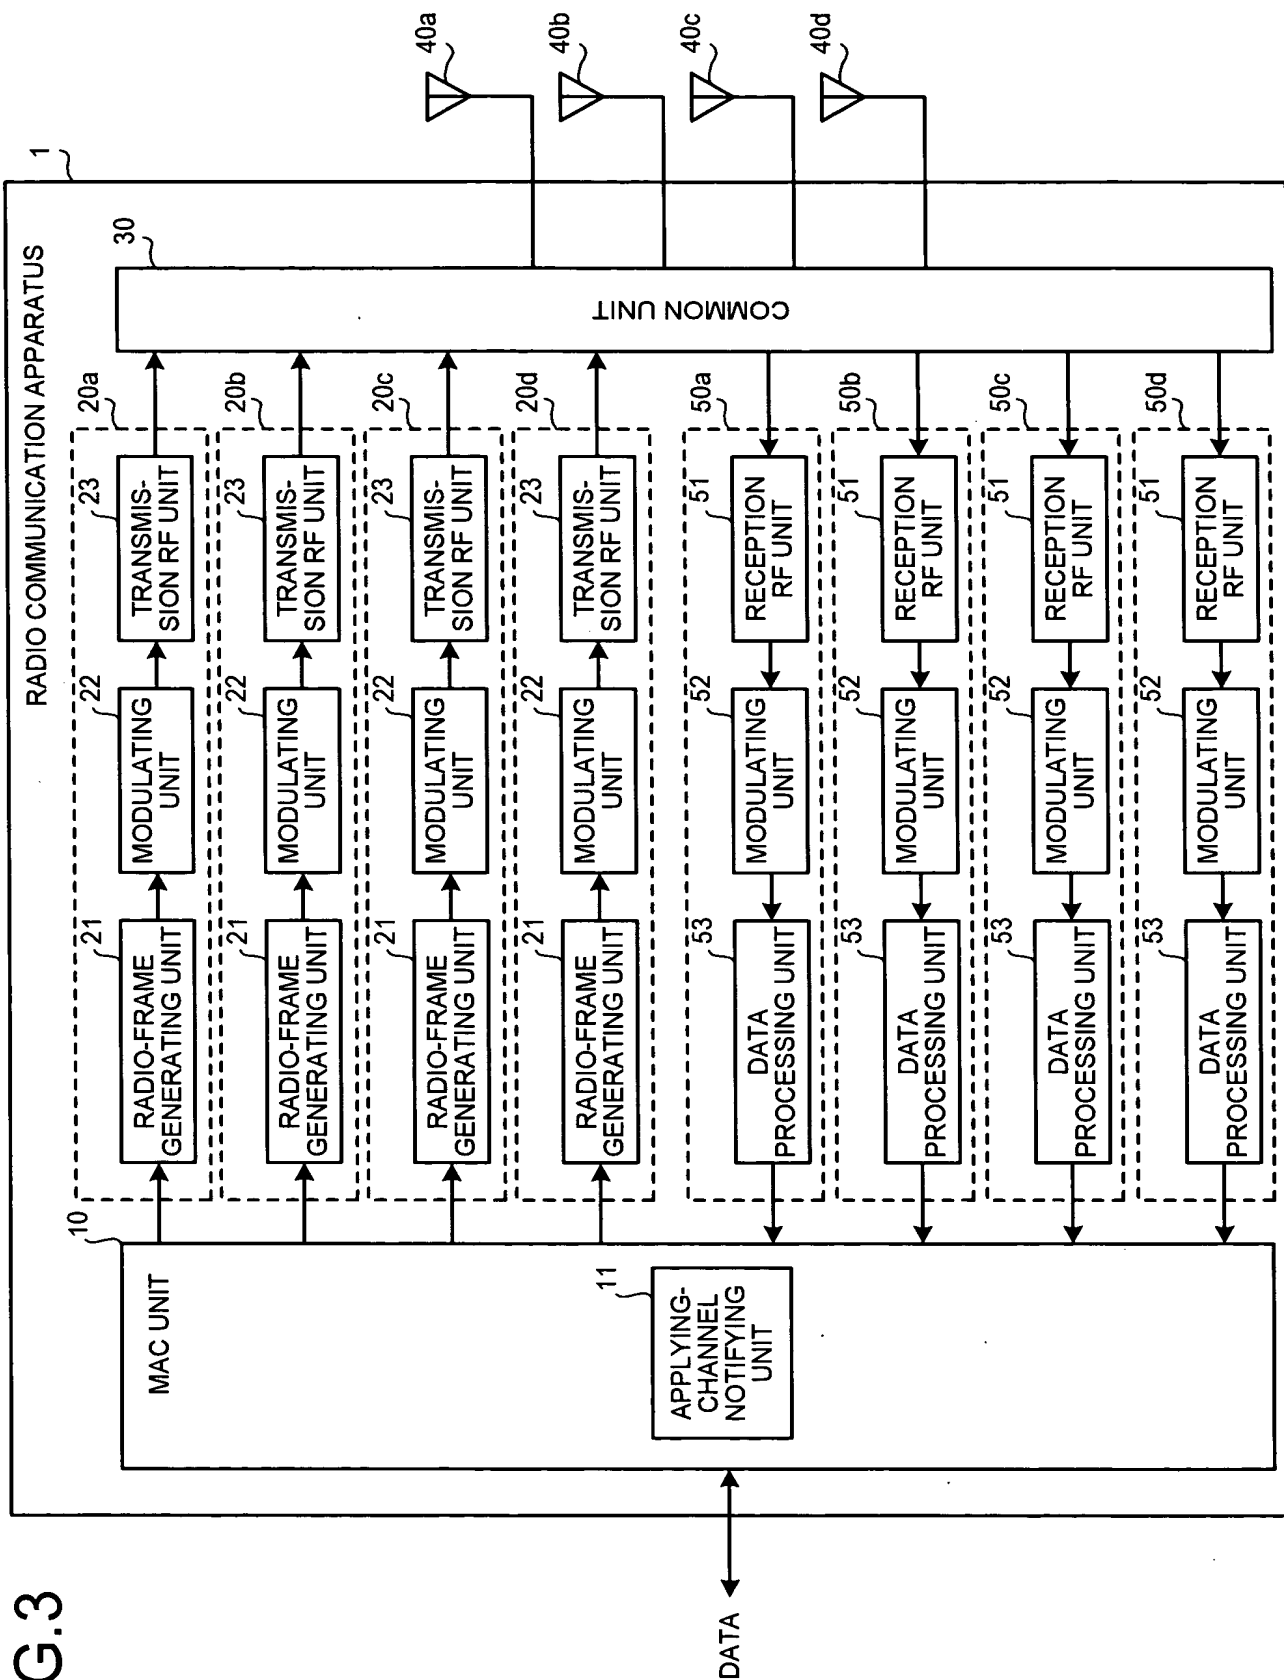 G.3
RADIO COMMUNICATION APPARATUS
1
10
MAC UNIT
11
APPLYING-
CHANNEL
NOTIFYING
UNIT
DATA
20a
21
RADIO-FRAME
GENERATING UNIT
22
MODULATING
UNIT
23
TRANSMIS-
SION RF UNIT
20b
21
RADIO-FRAME
GENERATING UNIT
22
MODULATING
UNIT
23
TRANSMIS-
SION RF UNIT
20c
21
RADIO-FRAME
GENERATING UNIT
22
MODULATING
UNIT
23
TRANSMIS-
SION RF UNIT
20d
21
RADIO-FRAME
GENERATING UNIT
22
MODULATING
UNIT
23
TRANSMIS-
SION RF UNIT
50a
53
DATA
PROCESSING UNIT
52
MODULATING
UNIT
51
RECEPTION
RF UNIT
50b
53
DATA
PROCESSING UNIT
52
MODULATING
UNIT
51
RECEPTION
RF UNIT
50c
53
DATA
PROCESSING UNIT
52
MODULATING
UNIT
51
RECEPTION
RF UNIT
50d
53
DATA
PROCESSING UNIT
52
MODULATING
UNIT
51
RECEPTION
RF UNIT
30
COMMON UNIT
40a
40b
40c
40d